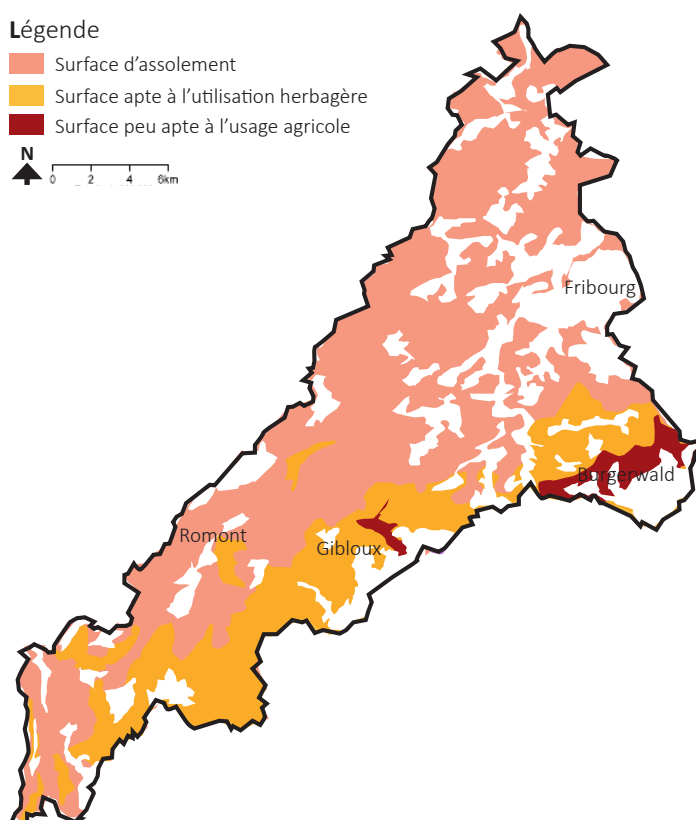 Légende
Surface d'assolement
Surface apte à l'utilisation herbagère
Surface peu apte à l'usage agricole
N
0 2 4 6km
Fribourg
Burgerwald
Romont
Gibloux